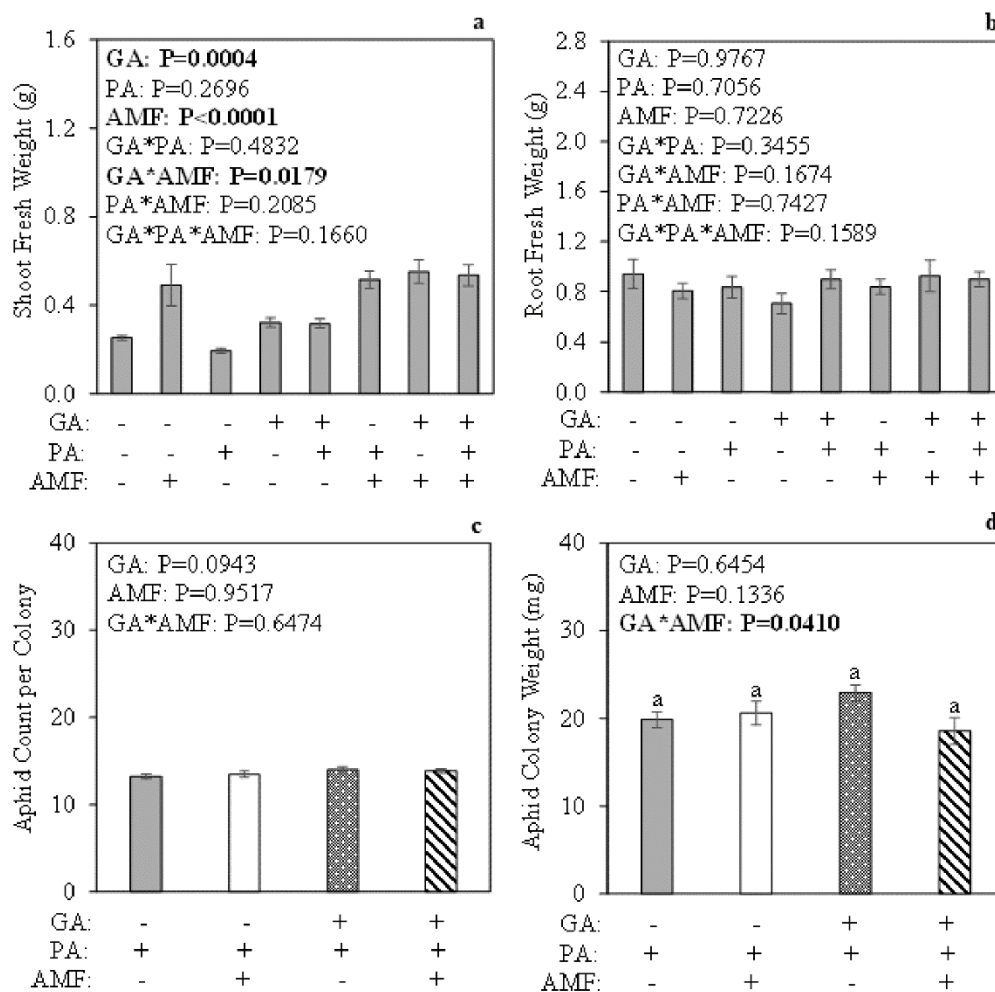 a
Shoot Fresh Weight (g)
1.6
1.2
0.8
0.4
0.0
GA: P=0.0004
PA: P=0.2696
AMF: P<0.0001
GA*PA: P=0.4832
GA*AMF: P=0.0179
PA*AMF: P=0.2085
GA*PA*AMF: P=0.1660
GA: - - - + + - + +
PA: - - + - + + - +
AMF: - + - - - + + +
b
Root Fresh Weight (g)
2.8
2.4
2.0
1.6
1.2
0.8
0.4
0.0
GA: P=0.9767
PA: P=0.7056
AMF: P=0.7226
GA*PA: P=0.3455
GA*AMF: P=0.1674
PA*AMF: P=0.7427
GA*PA*AMF: P=0.1589
GA: - - - + + - + +
PA: - - + - + + - +
AMF: - + - - - + + +
c
Aphid Count per Colony
40
30
20
10
0
GA: P=0.0943
AMF: P=0.9517
GA*AMF: P=0.6474
GA: - - + +
PA: + + + +
AMF: - + - +
d
Aphid Colony Weight (mg)
40
30
20
10
0
GA: P=0.6454
AMF: P=0.1336
GA*AMF: P=0.0410
a a a a
GA: - - + +
PA: + + + +
AMF: - + - +